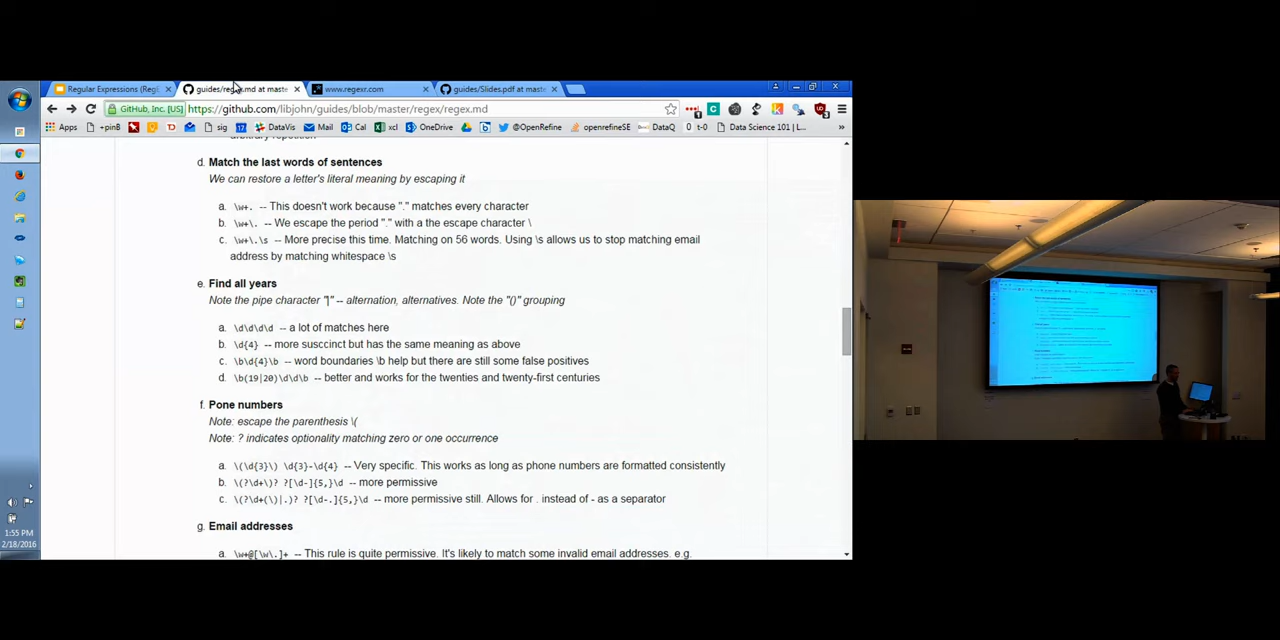 Regular Expressions (Reg
guides/regex.md at maste
www.regexr.com
guides/Slides.pdf at maste
GitHub, Inc. [US]
https://github.com/libjohn/guides/blob/master/regex/regex.md
Apps
+pinB
TD
sig
17
DataVis
Mail
Cal
xcl
OneDrive
@OpenRefine
openrefineSE
DataQ
t-0
Data Science 101 | L...
»
arbitrary repetition
d. Match the last words of sentences
We can restore a letter's literal meaning by escaping it
a. \w+. -- This doesn't work because "." matches every character
b. \w+\. -- We escape the period "." with a the escape character \
c. \w+\.\s -- More precise this time. Matching on 56 words. Using \s allows us to stop matching email
address by matching whitespace \s
e. Find all years
Note the pipe character "|" -- alternation, alternatives. Note the "()" grouping
a. \d\d\d\d -- a lot of matches here
b. \d{4} -- more susccinct but has the same meaning as above
c. \b\d{4}\b -- word boundaries \b help but there are still some false positives
d. \b(19|20)\d\d\b -- better and works for the twenties and twenty-first centuries
f. Pone numbers
Note: escape the parenthesis \(
Note: ? indicates optionality matching zero or one occurrence
a. \(\d{3}\) \d{3}-\d{4} -- Very specific. This works as long as phone numbers are formatted consistently
b. \(?\d+\)? ?[\d-]{5,}\d -- more permissive
c. \(?\d+(\)|.)? ?[\d-.]{5,}\d -- more permissive still. Allows for . instead of - as a separator
g. Email addresses
a. \w+@[\w\.]+ -- This rule is quite permissive. It's likely to match some invalid email addresses. e.g.
1:55 PM
2/18/2016